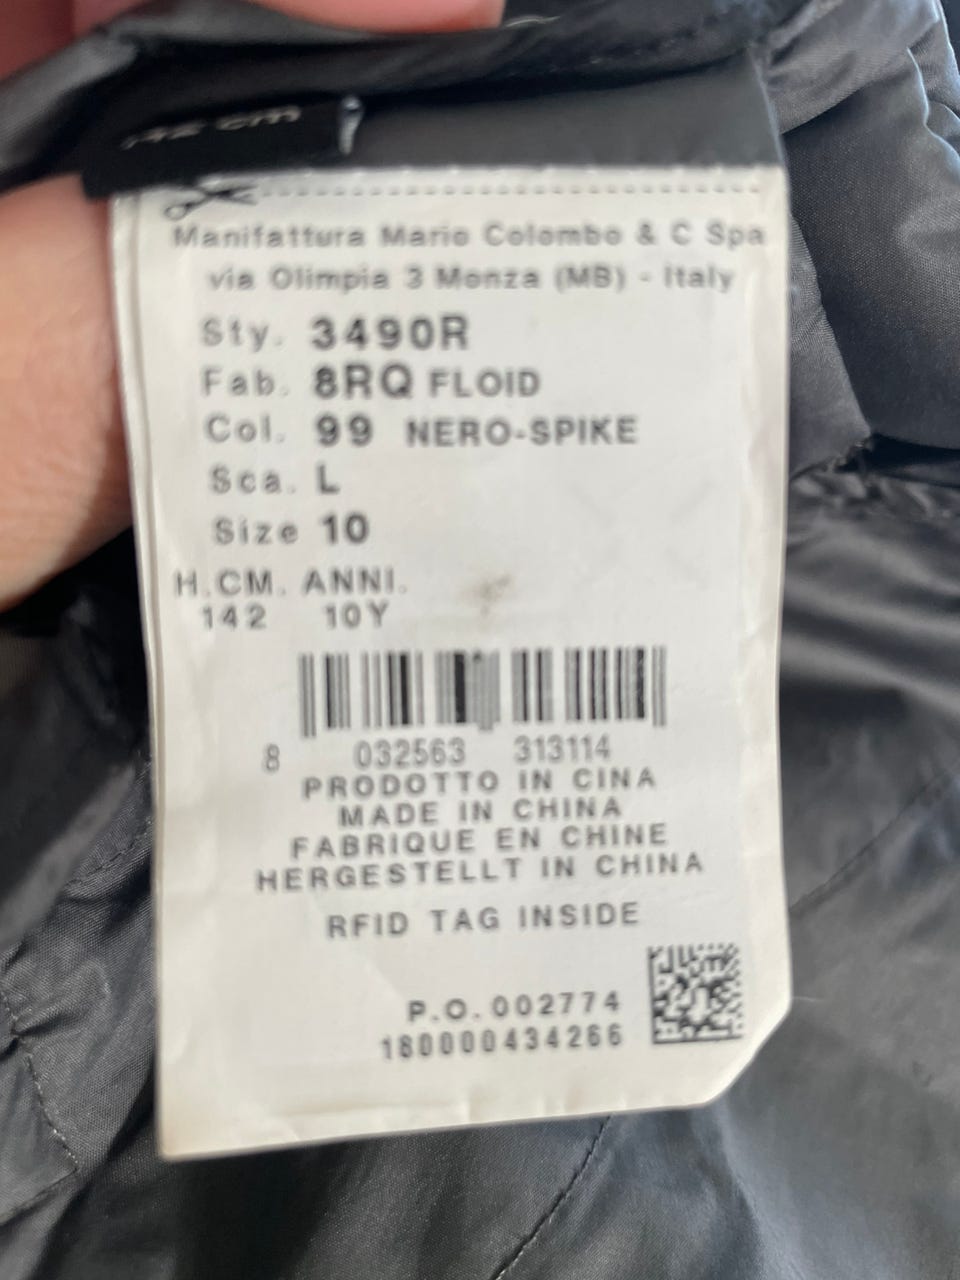 142 cm
Manifattura Mario Colombo & C Spa
via Olimpia 3 Monza (MB) - Italy
Sty. 3490R
Fab. 8RQ FLOID
Col. 99 NERO-SPIKE
Sca. L
Size 10
H.CM. ANNI.
142 10Y
8 032563 313114
PRODOTTO IN CINA
MADE IN CHINA
FABRIQUE EN CHINE
HERGESTELLT IN CHINA
RFID TAG INSIDE
P.O. 002774
180000434266